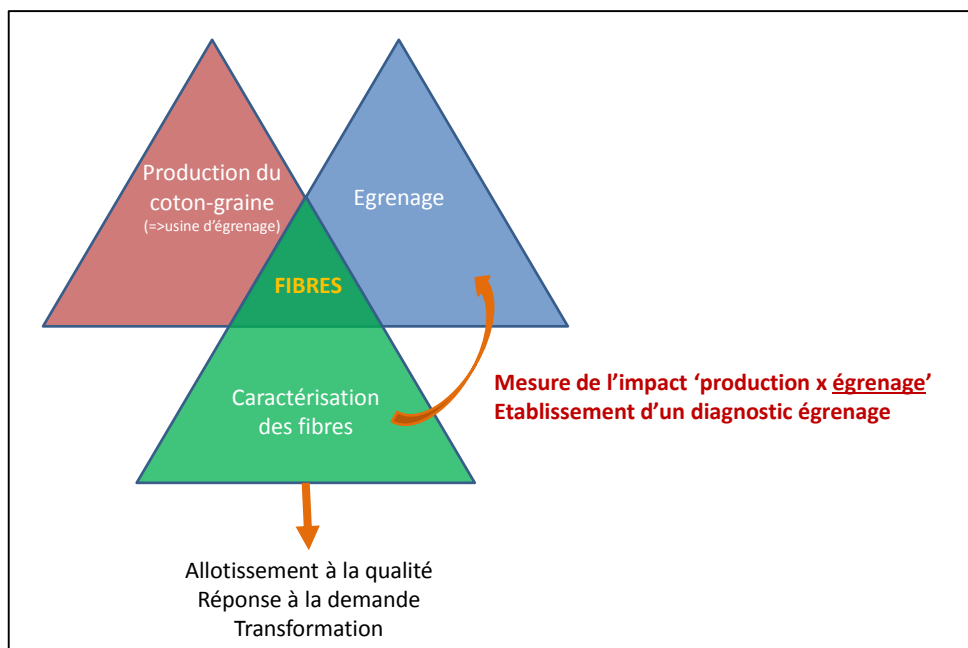 Production du
coton-graine
(=>usine d’égrenage)
Egrenage
FIBRES
Caractérisation
des fibres
Mesure de l’impact ‘production x égrenage’
Etablissement d’un diagnostic égrenage
Allotissement à la qualité
Réponse à la demande
Transformation